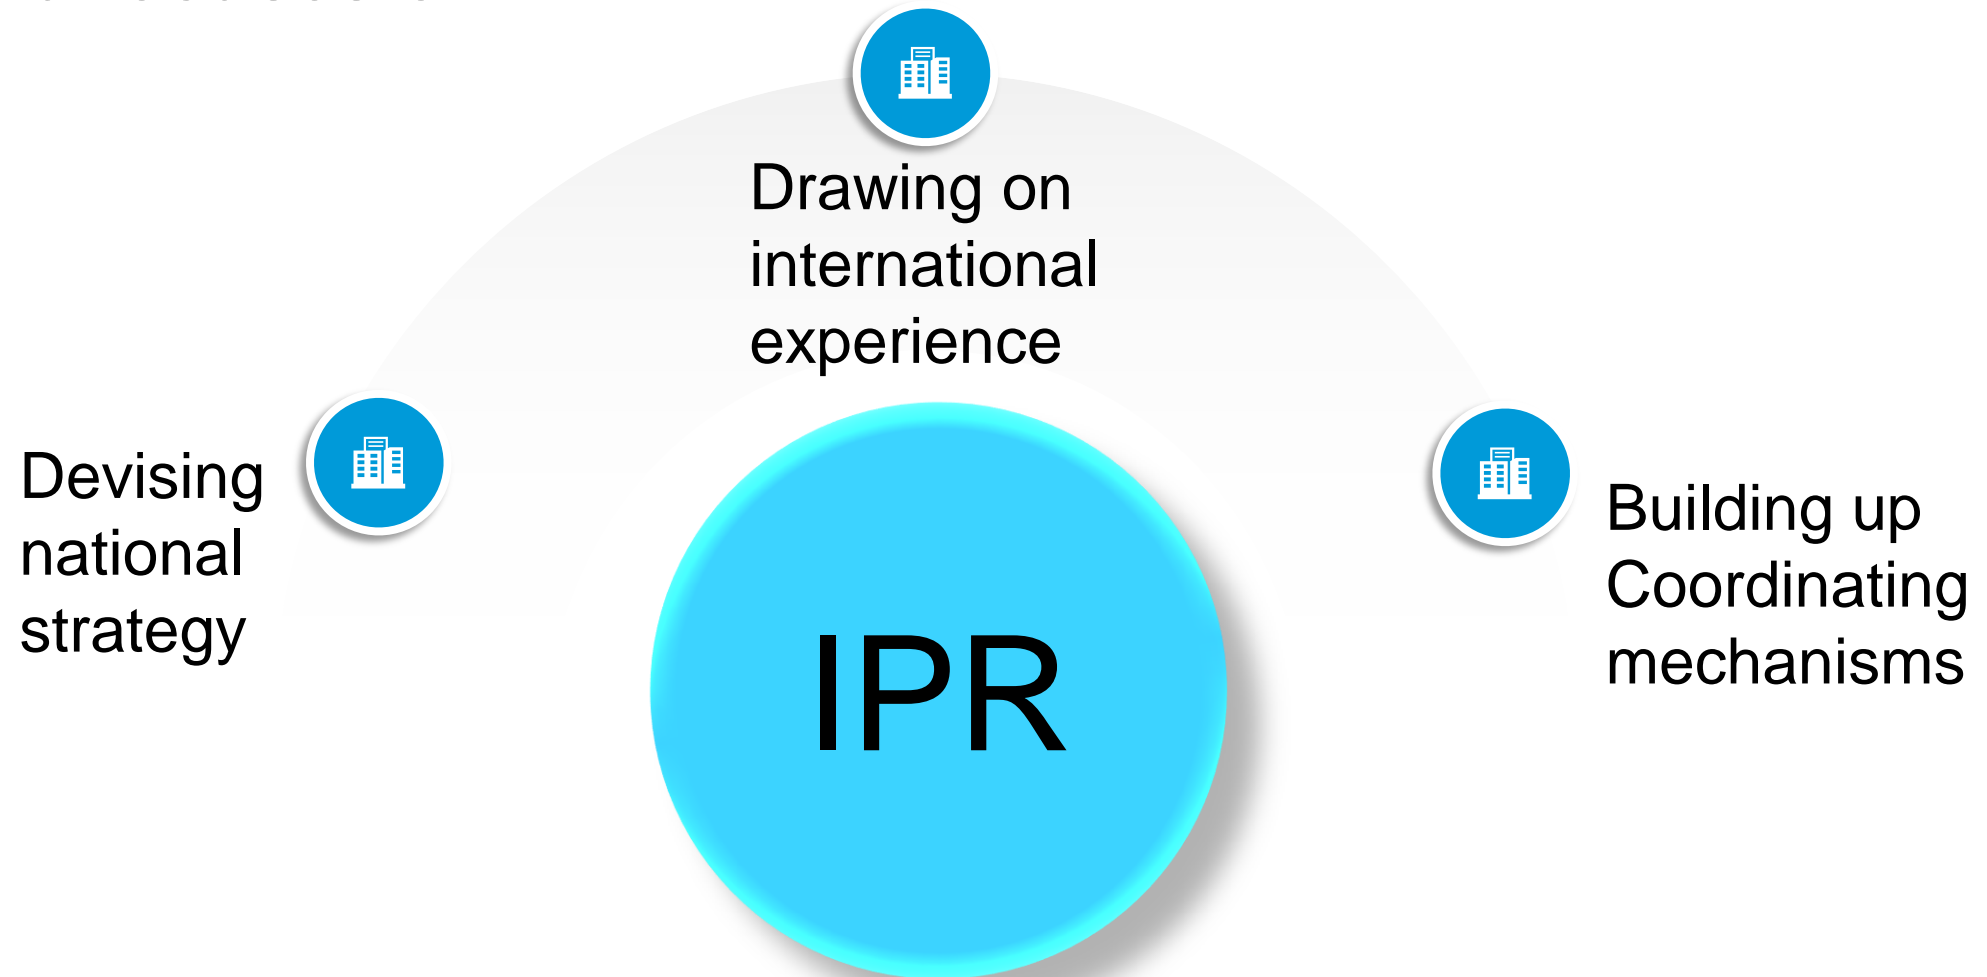 Drawing on
international
experience
Devising
national
strategy
Building up
Coordinating
mechanisms
IPR